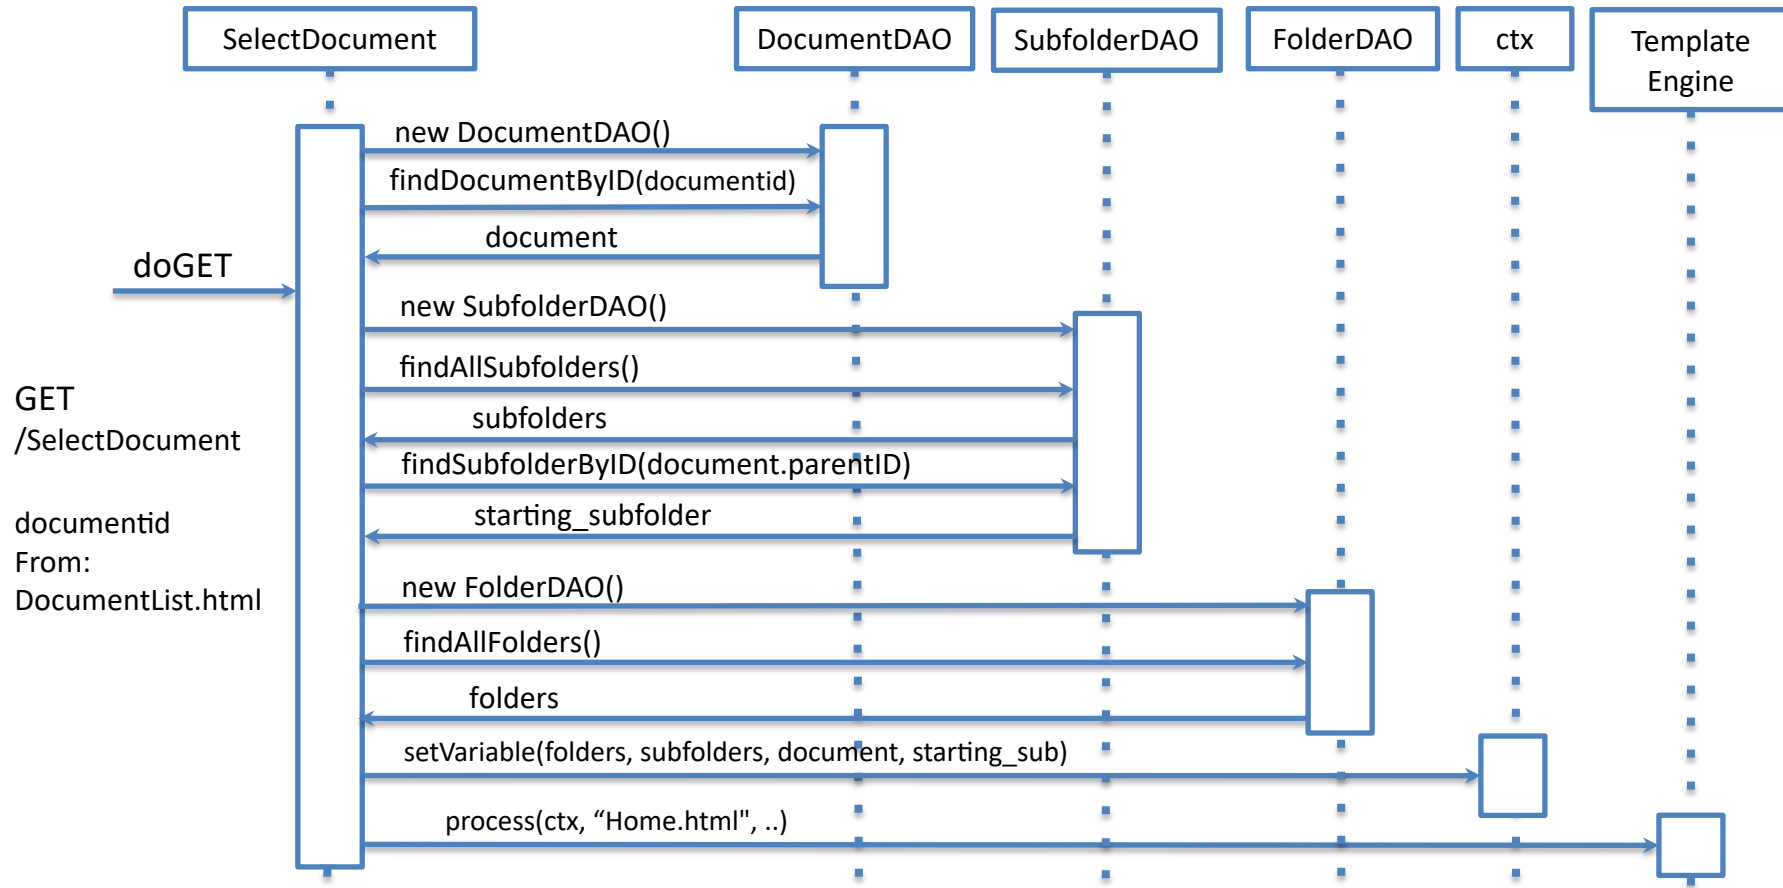 SelectDocument
DocumentDAO
SubfolderDAO
FolderDAO
ctx
Template
Engine
new DocumentDAO()
findDocumentByID(documentid)
document
doGET
new SubfolderDAO()
findAllSubfolders()
GET
/SelectDocument
subfolders
findSubfolderByID(document.parentID)
starting_subfolder
documentid
From:
DocumentList.html
new FolderDAO()
findAllFolders()
folders
setVariable(folders, subfolders, document, starting_sub)
process(ctx, “Home.html", ..)